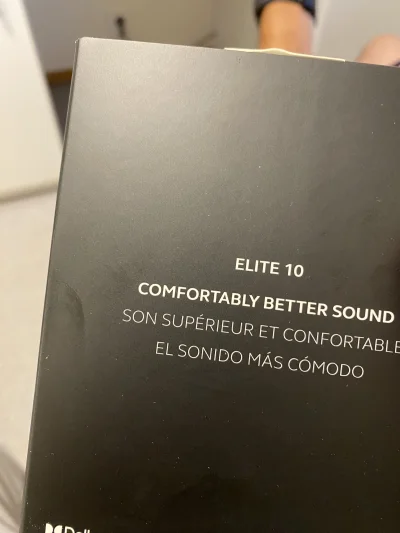 ELITE 10
COMFORTABLY BETTER SOUND
SON SUPÉRIEUR ET CONFORTABLE
EL SONIDO MÁS CÓMODO